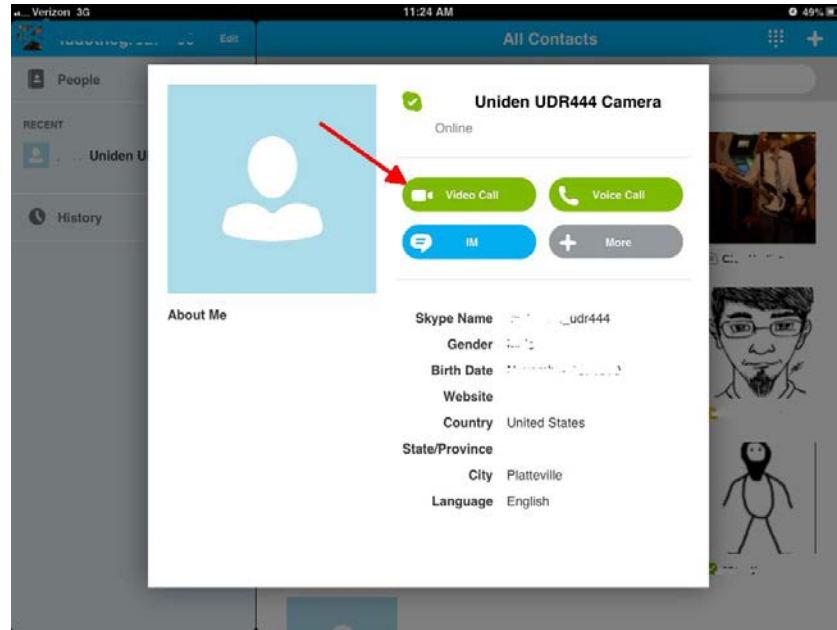 Verizon 3G 11:24 AM 49%
Edit All Contacts
People
RECENT
Uniden U
History
Uniden UDR444 Camera
Online
Video Call Voice Call
IM More
About Me
Skype Name _udr444
Gender
Birth Date
Website
Country United States
State/Province
City Platteville
Language English